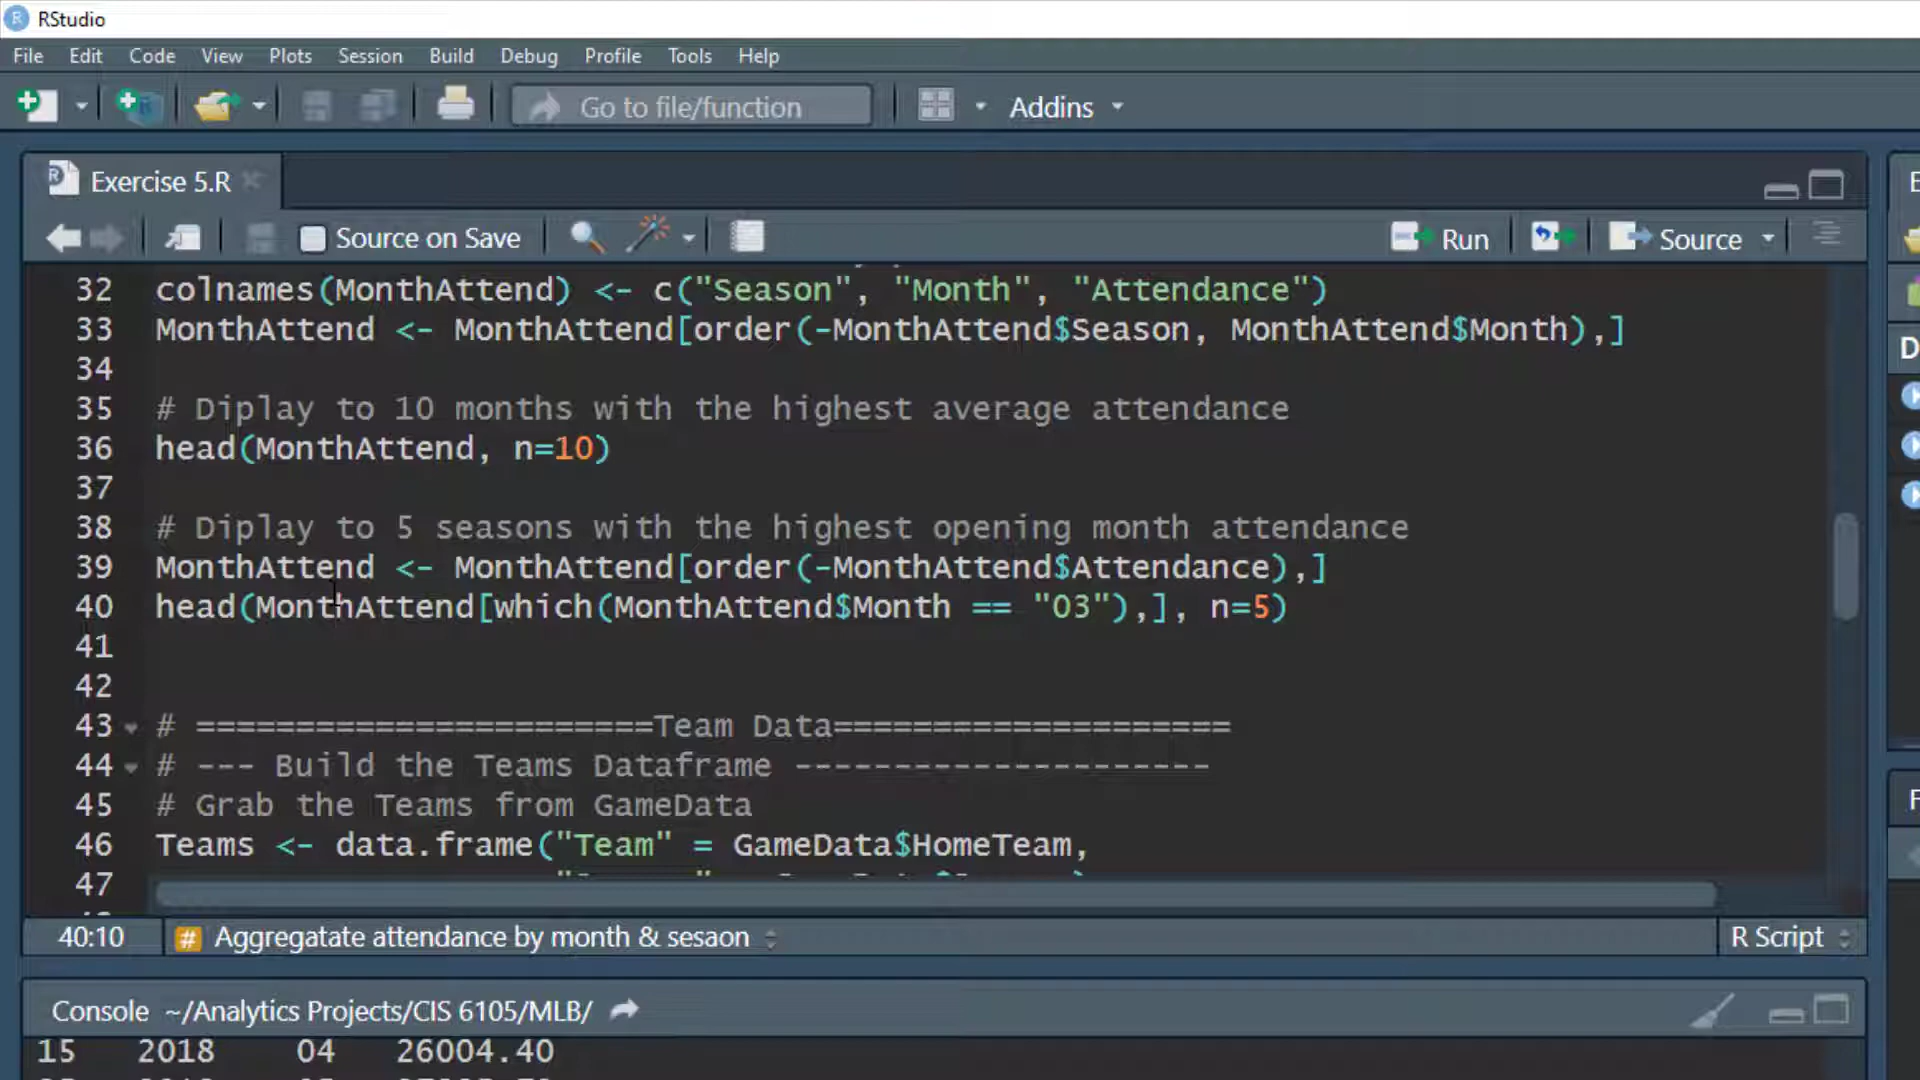 RStudio
File Edit Code View Plots Session Build Debug Profile Tools Help
Go to file/function Addins
Exercise 5.R
Source on Save Run Source
32 colnames(MonthAttend) <- c("Season", "Month", "Attendance")
33 MonthAttend <- MonthAttend[order(-MonthAttend$Season, MonthAttend$Month),]
34
35 # Diplay to 10 months with the highest average attendance
36 head(MonthAttend, n=10)
37
38 # Diplay to 5 seasons with the highest opening month attendance
39 MonthAttend <- MonthAttend[order(-MonthAttend$Attendance),]
40 head(MonthAttend[which(MonthAttend$Month == "03"),], n=5)
41
42
43 # =======================Team Data====================
44 # --- Build the Teams Dataframe ---------------------
45 # Grab the Teams from GameData
46 Teams <- data.frame("Team" = GameData$HomeTeam,
47
40:10 # Aggregatate attendance by month & sesaon R Script
Console ~/Analytics Projects/CIS 6105/MLB/
15 2018 04 26004.40